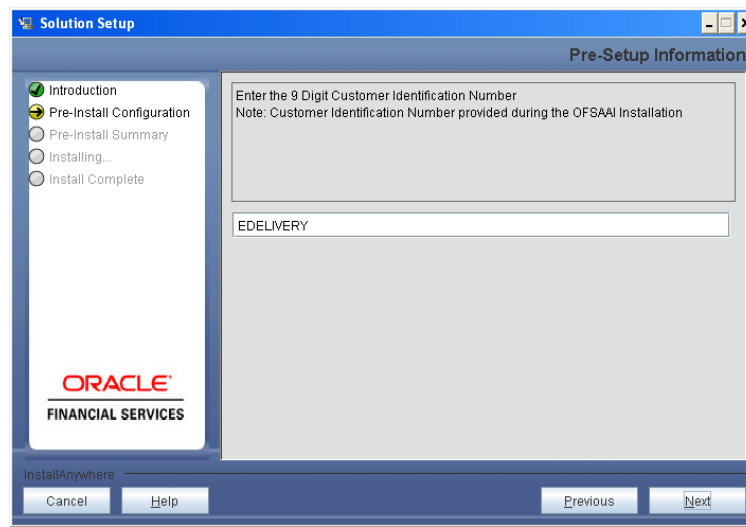 Solution Setup
Pre-Setup Information
Introduction
Pre-Install Configuration
Pre-Install Summary
Installing...
Install Complete
Enter the 9 Digit Customer Identification Number
Note: Customer Identification Number provided during the OFSAAI Installation
EDELIVERY
ORACLE
FINANCIAL SERVICES
InstallAnywhere
Cancel
Help
Previous
Next